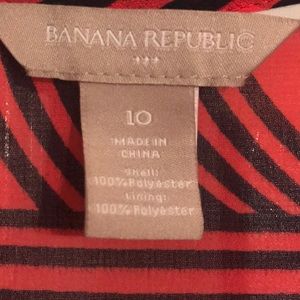 BANANA REPUBLIC
10
MADE IN
CHINA
Shell:
100% Polyester
Lining:
100% Polyester